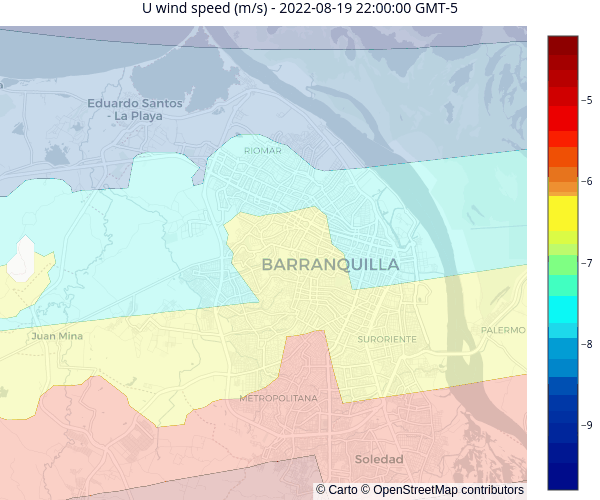 U wind speed (m/s) - 2022-08-19 22:00:00 GMT-5
Eduardo Santos
- La Playa
RIOMAR
BARRANQUILLA
Juan Mina
SURORIENTE
PALERMO
METROPOLITANA
Soledad
© Carto © OpenStreetMap contributors
−5
−6
−7
−8
−9